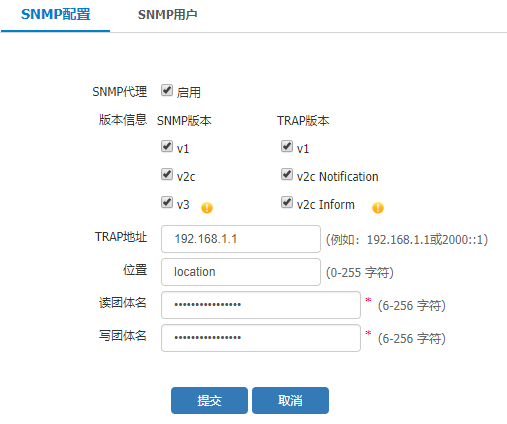 SNMP配置 SNMP用户
SNMP代理 启用
版本信息 SNMP版本 TRAP版本
v1 v1
v2c v2c Notification
v3 v2c Inform
TRAP地址 192.168.1.1 (例如：192.168.1.1或2000::1)
位置 location (0-255 字符)
读团体名 •••••••••••••••• * (6-256 字符)
写团体名 •••••••••••••••• * (6-256 字符)
提交 取消